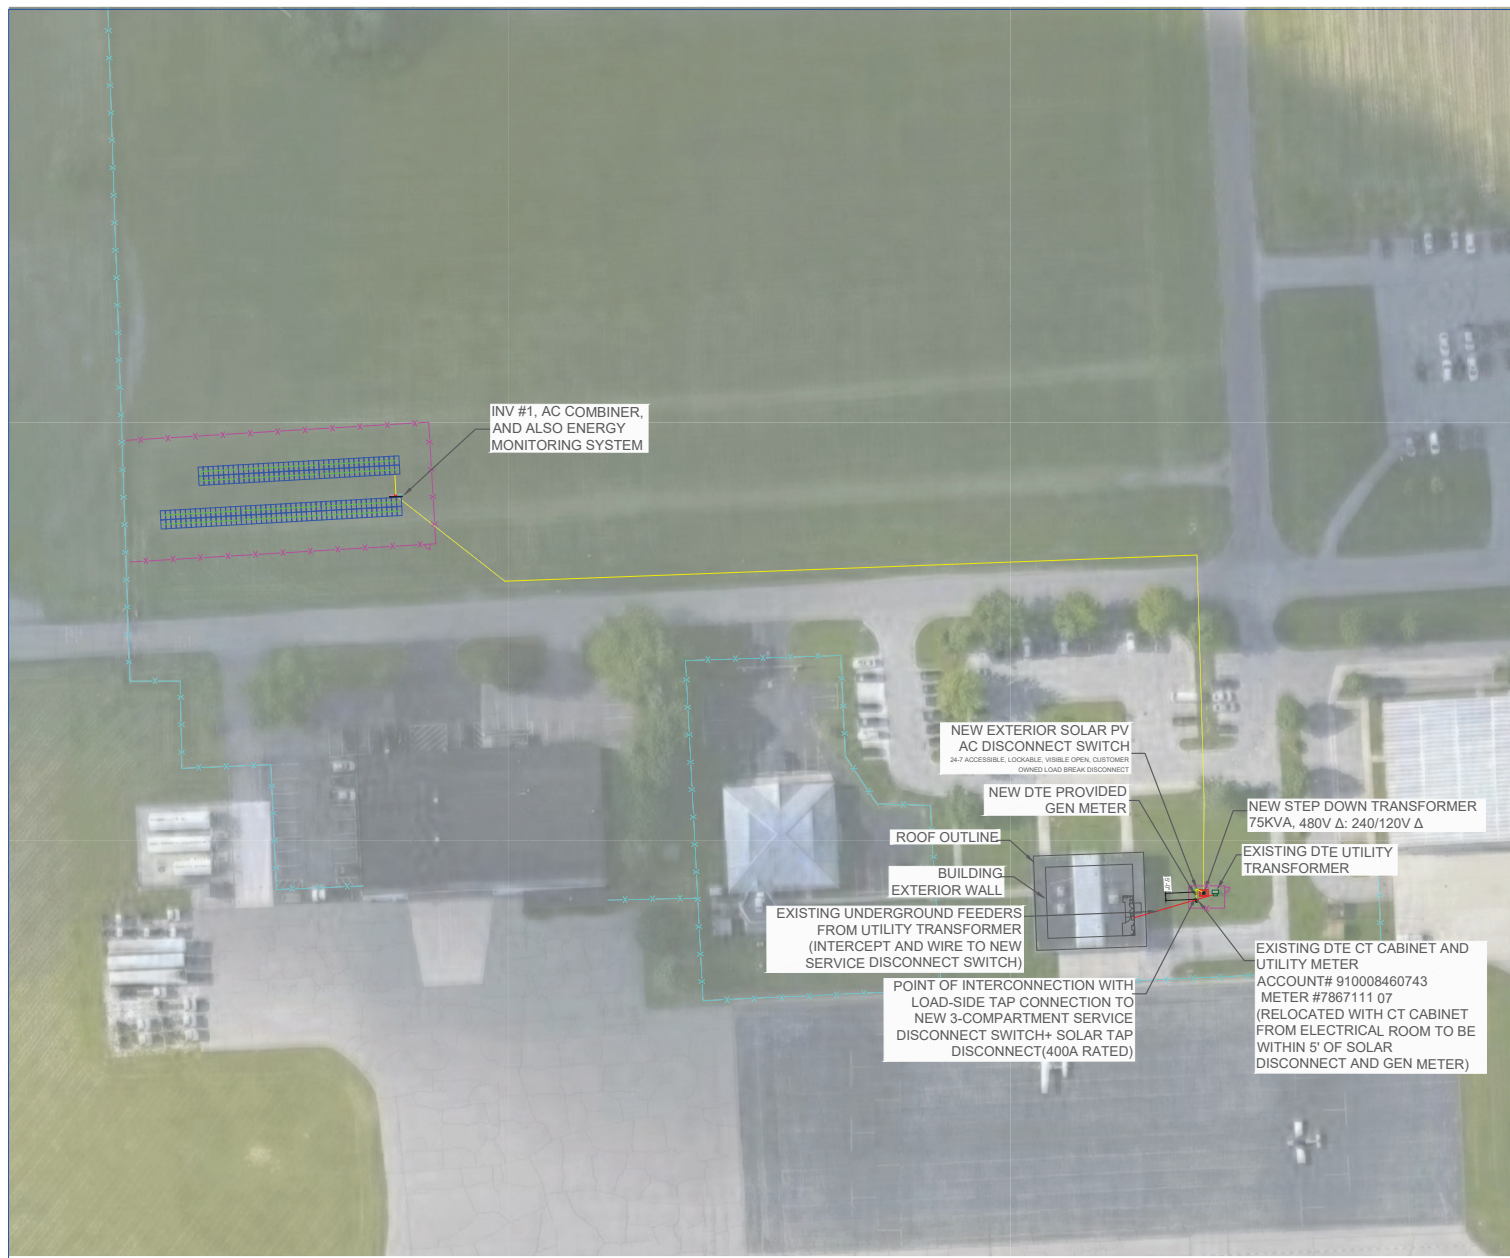 INV #1, AC COMBINER,
AND ALSO ENERGY
MONITORING SYSTEM
NEW EXTERIOR SOLAR PV
AC DISCONNECT SWITCH
24-7 ACCESSIBLE, LOCKABLE, VISIBLE OPEN, CUSTOMER
OWNED LOAD BREAK DISCONNECT
NEW DTE PROVIDED
GEN METER
NEW STEP DOWN TRANSFORMER
75KVA, 480V Δ: 240/120V Δ
ROOF OUTLINE
EXISTING DTE UTILITY
TRANSFORMER
BUILDING
EXTERIOR WALL
EXISTING UNDERGROUND FEEDERS
FROM UTILITY TRANSFORMER
(INTERCEPT AND WIRE TO NEW
SERVICE DISCONNECT SWITCH)
POINT OF INTERCONNECTION WITH
LOAD-SIDE TAP CONNECTION TO
NEW 3-COMPARTMENT SERVICE
DISCONNECT SWITCH+ SOLAR TAP
DISCONNECT(400A RATED)
EXISTING DTE CT CABINET AND
UTILITY METER
ACCOUNT# 910008460743
METER #7867111 07
(RELOCATED WITH CT CABINET
FROM ELECTRICAL ROOM TO BE
WITHIN 5' OF SOLAR
DISCONNECT AND GEN METER)